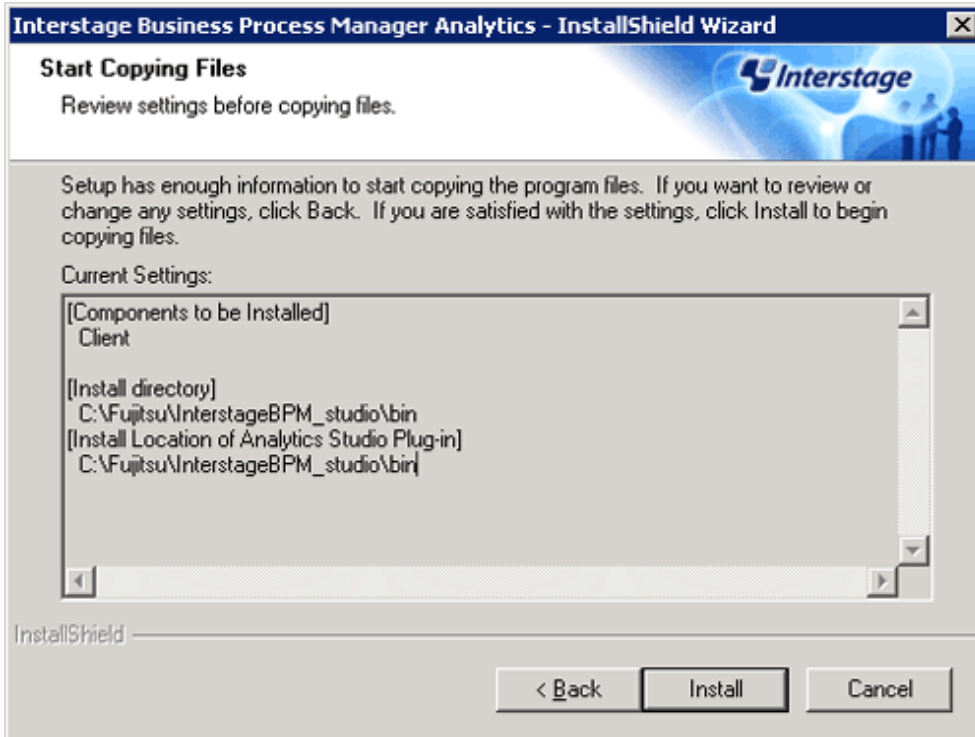 Interstage Business Process Manager Analytics - InstallShield Wizard
Start Copying Files
Review settings before copying files.
Interstage
Setup has enough information to start copying the program files.  If you want to review or
change any settings, click Back.  If you are satisfied with the settings, click Install to begin
copying files.
Current Settings:
[Components to be Installed]
Client
[Install directory]
C:\Fujitsu\InterstageBPM_studio\bin
[Install Location of Analytics Studio Plug-in]
C:\Fujitsu\InterstageBPM_studio\bin
InstallShield
< Back
Install
Cancel